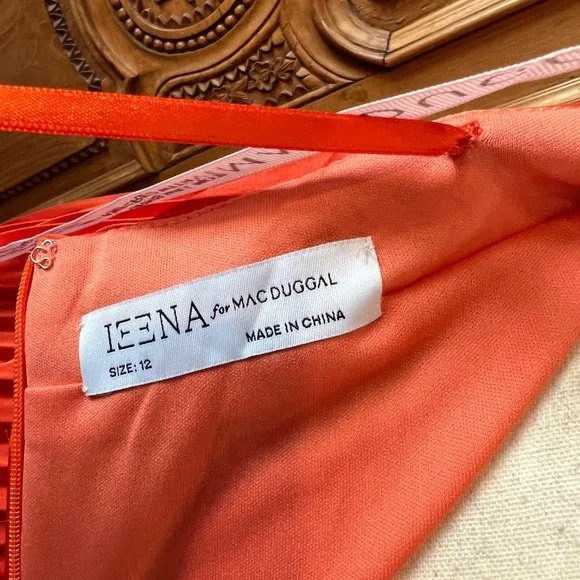 IEENA for MAC DUGGAL
SIZE: 12
MADE IN CHINA